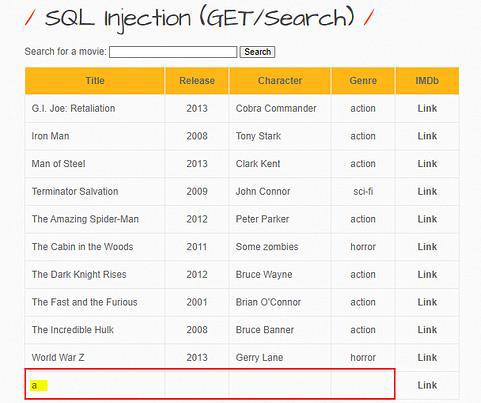 / SQL Injection (GET/Search) /
Search for a movie: Search
Title Release Character Genre IMDb
G.I. Joe: Retaliation 2013 Cobra Commander action Link
Iron Man 2008 Tony Stark action Link
Man of Steel 2013 Clark Kent action Link
Terminator Salvation 2009 John Connor sci-fi Link
The Amazing Spider-Man 2012 Peter Parker action Link
The Cabin in the Woods 2011 Some zombies horror Link
The Dark Knight Rises 2012 Bruce Wayne action Link
The Fast and the Furious 2001 Brian O'Connor action Link
The Incredible Hulk 2008 Bruce Banner action Link
World War Z 2013 Gerry Lane horror Link
a Link